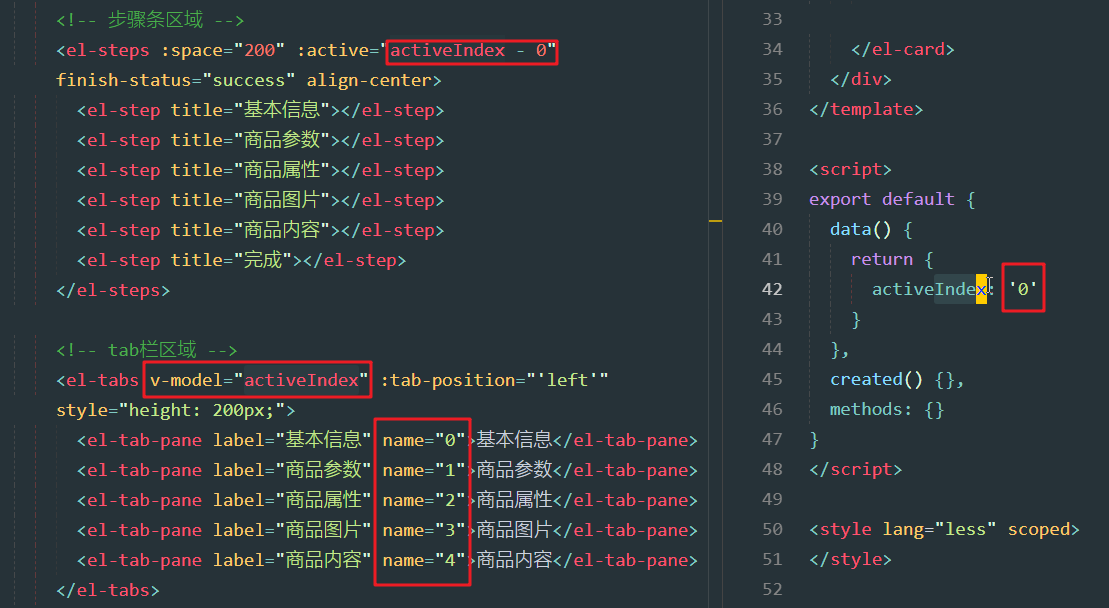 <!-- 步骤条区域 -->
<el-steps :space="200" :active="activeIndex - 0"
finish-status="success" align-center>
<el-step title="基本信息"></el-step>
<el-step title="商品参数"></el-step>
<el-step title="商品属性"></el-step>
<el-step title="商品图片"></el-step>
<el-step title="商品内容"></el-step>
<el-step title="完成"></el-step>
</el-steps>
<!-- tab栏区域 -->
<el-tabs v-model="activeIndex" :tab-position="'left'"
style="height: 200px;">
<el-tab-pane label="基本信息" name="0">基本信息</el-tab-pane>
<el-tab-pane label="商品参数" name="1">商品参数</el-tab-pane>
<el-tab-pane label="商品属性" name="2">商品属性</el-tab-pane>
<el-tab-pane label="商品图片" name="3">商品图片</el-tab-pane>
<el-tab-pane label="商品内容" name="4">商品内容</el-tab-pane>
</el-tabs>
33
34 </el-card>
35 </div>
36 </template>
37
38 <script>
39 export default {
40 data() {
41 return {
42 activeIndex: '0'
43 }
44 },
45 created() {},
46 methods: {}
47 }
48 </script>
49
50 <style lang="less" scoped>
51 </style>
52